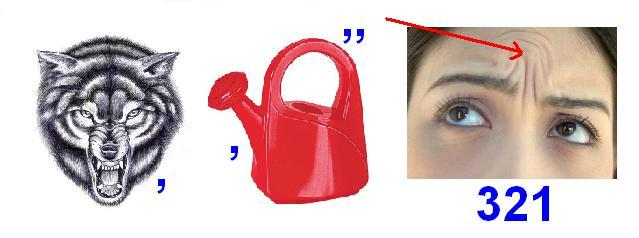 ,,
,
,
321